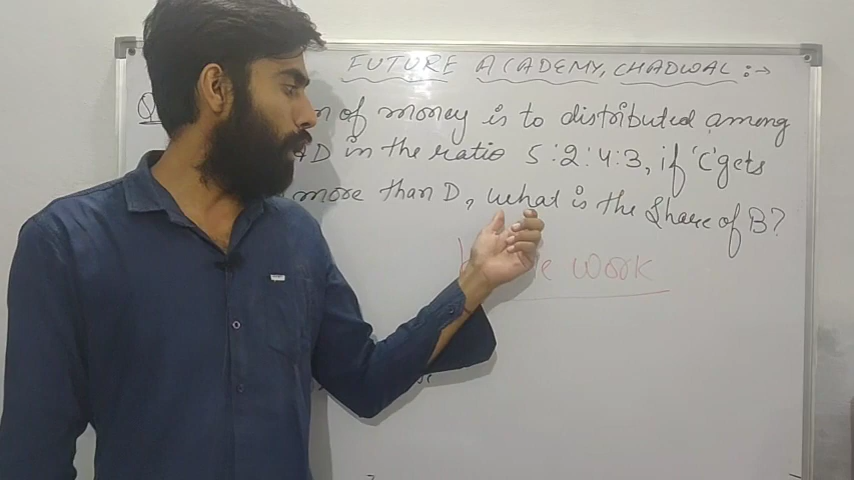 FUTURE ACADEMY, CHADWAL :→
Q of money is to distributed among
D in the ratio 5:2:4:3, if 'C' gets
more than D, what is the Share of B?
work